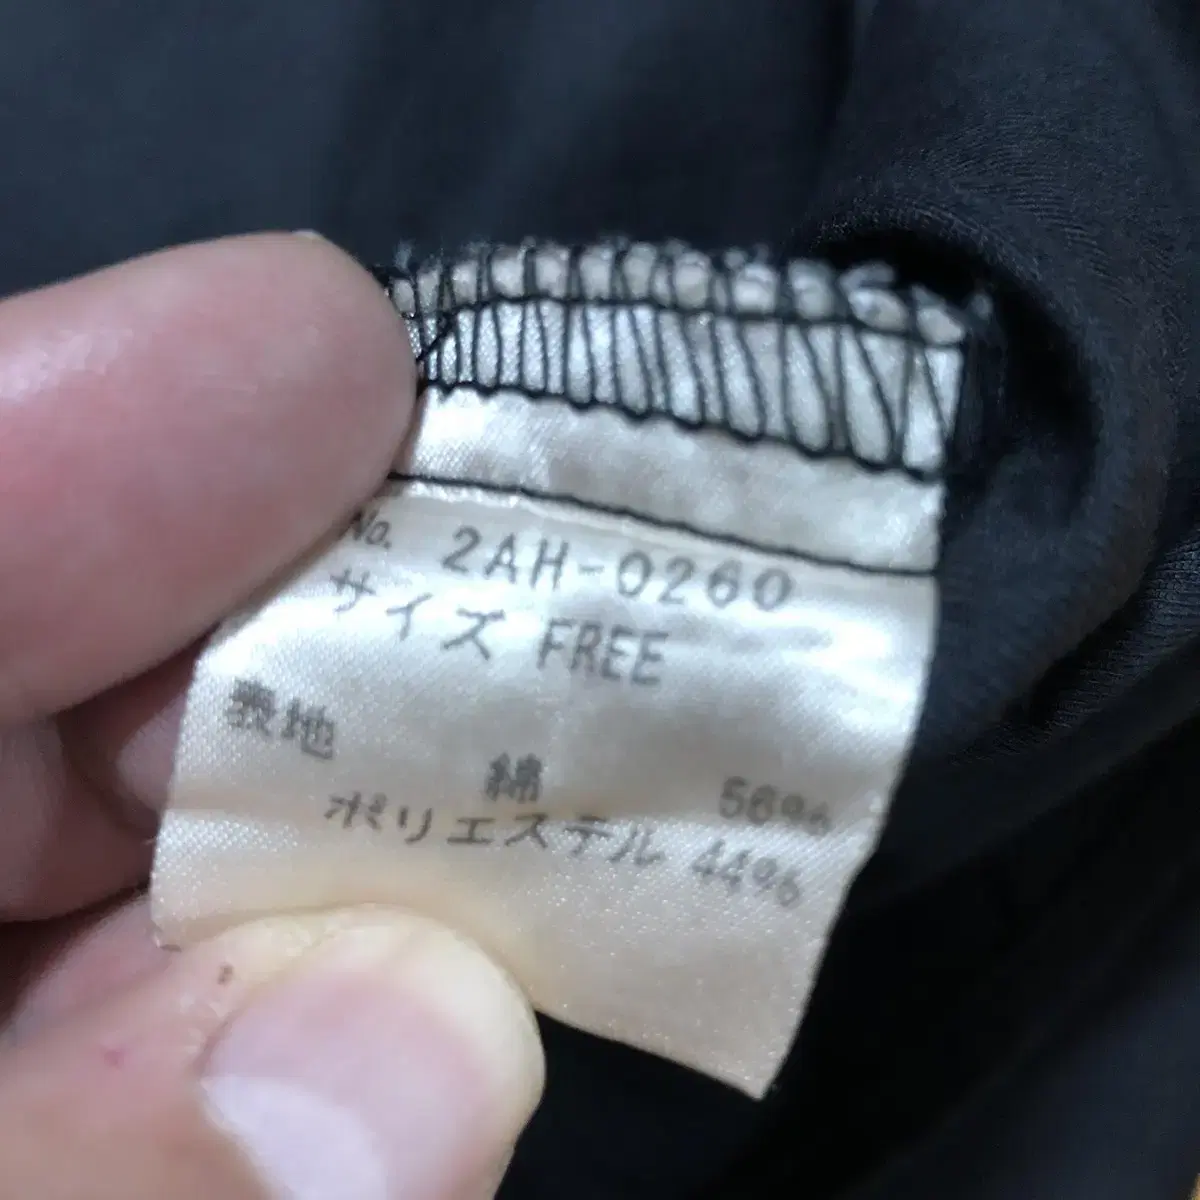 No. 2AH-0260
サイズ FREE
表地
綿 56%
ポリエステル 44%